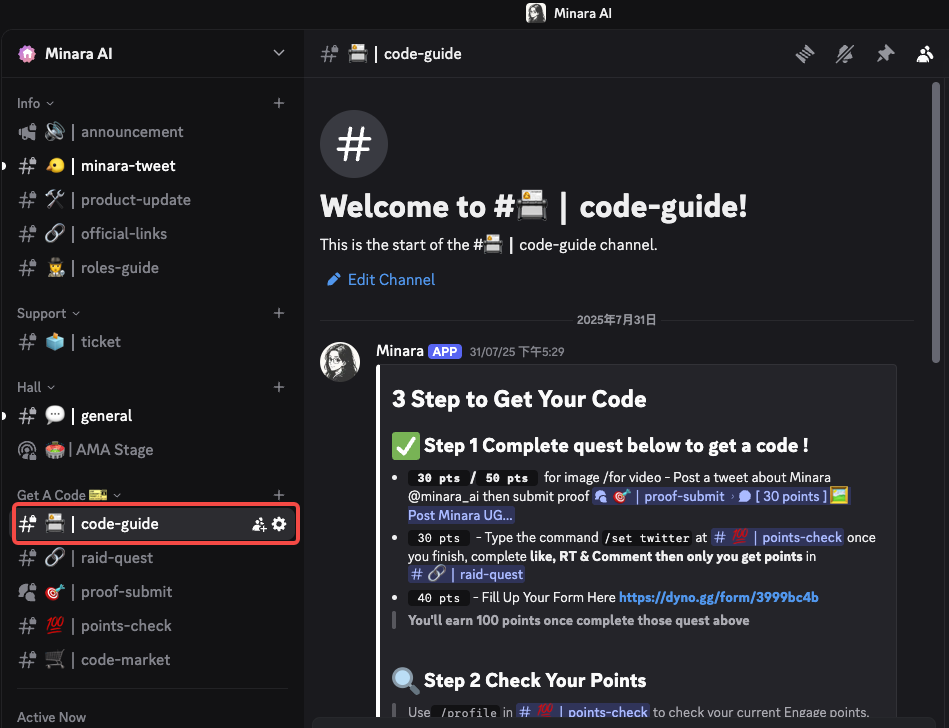 Minara AI
Minara AI
Info
🔊 | announcement
🐤 | minara-tweet
🛠️ | product-update
🔗 | official-links
🕵️ | roles-guide
Support
🗳️ | ticket
Hall
💬 | general
🏟️ | AMA Stage
Get A Code 🎫
📇 | code-guide
🔗 | raid-quest
🎯 | proof-submit
💯 | points-check
🛒 | code-market
Active Now
# 📇 | code-guide
Welcome to #📇 | code-guide!
This is the start of the #📇 | code-guide channel.
Edit Channel
2025年7月31日
Minara APP 31/07/25 下午5:29
3 Step to Get Your Code
✅ Step 1 Complete quest below to get a code !
• 30 pts / 50 pts for image /for video - Post a tweet about Minara
@minara_ai then submit proof 🎯 | proof-submit › [ 30 points ] 🖼️
Post Minara UG...
• 30 pts - Type the command /set twitter at # 💯 | points-check once
you finish, complete like, RT & Comment then only you get points in
# 🔗 | raid-quest
• 40 pts - Fill Up Your Form Here https://dyno.gg/form/3999bc4b
You'll earn 100 points once complete those quest above
🔍 Step 2 Check Your Points
Use /profile in # 💯 | points-check to check your current Engage points.